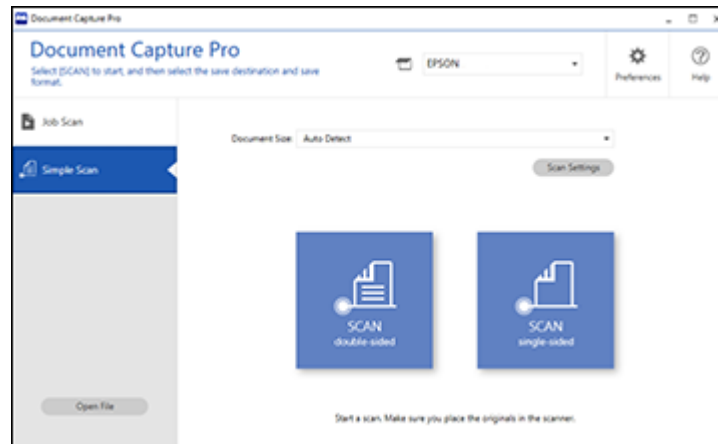 Document Capture Pro
Document Capture Pro
Select [SCAN] to start, and then select the save destination and save
format.
EPSON
Preferences
Help
Job Scan
Simple Scan
Document Size: Auto Detect
Scan Settings
SCAN
double-sided
SCAN
single-sided
Open File
Start a scan. Make sure you place the originals in the scanner.